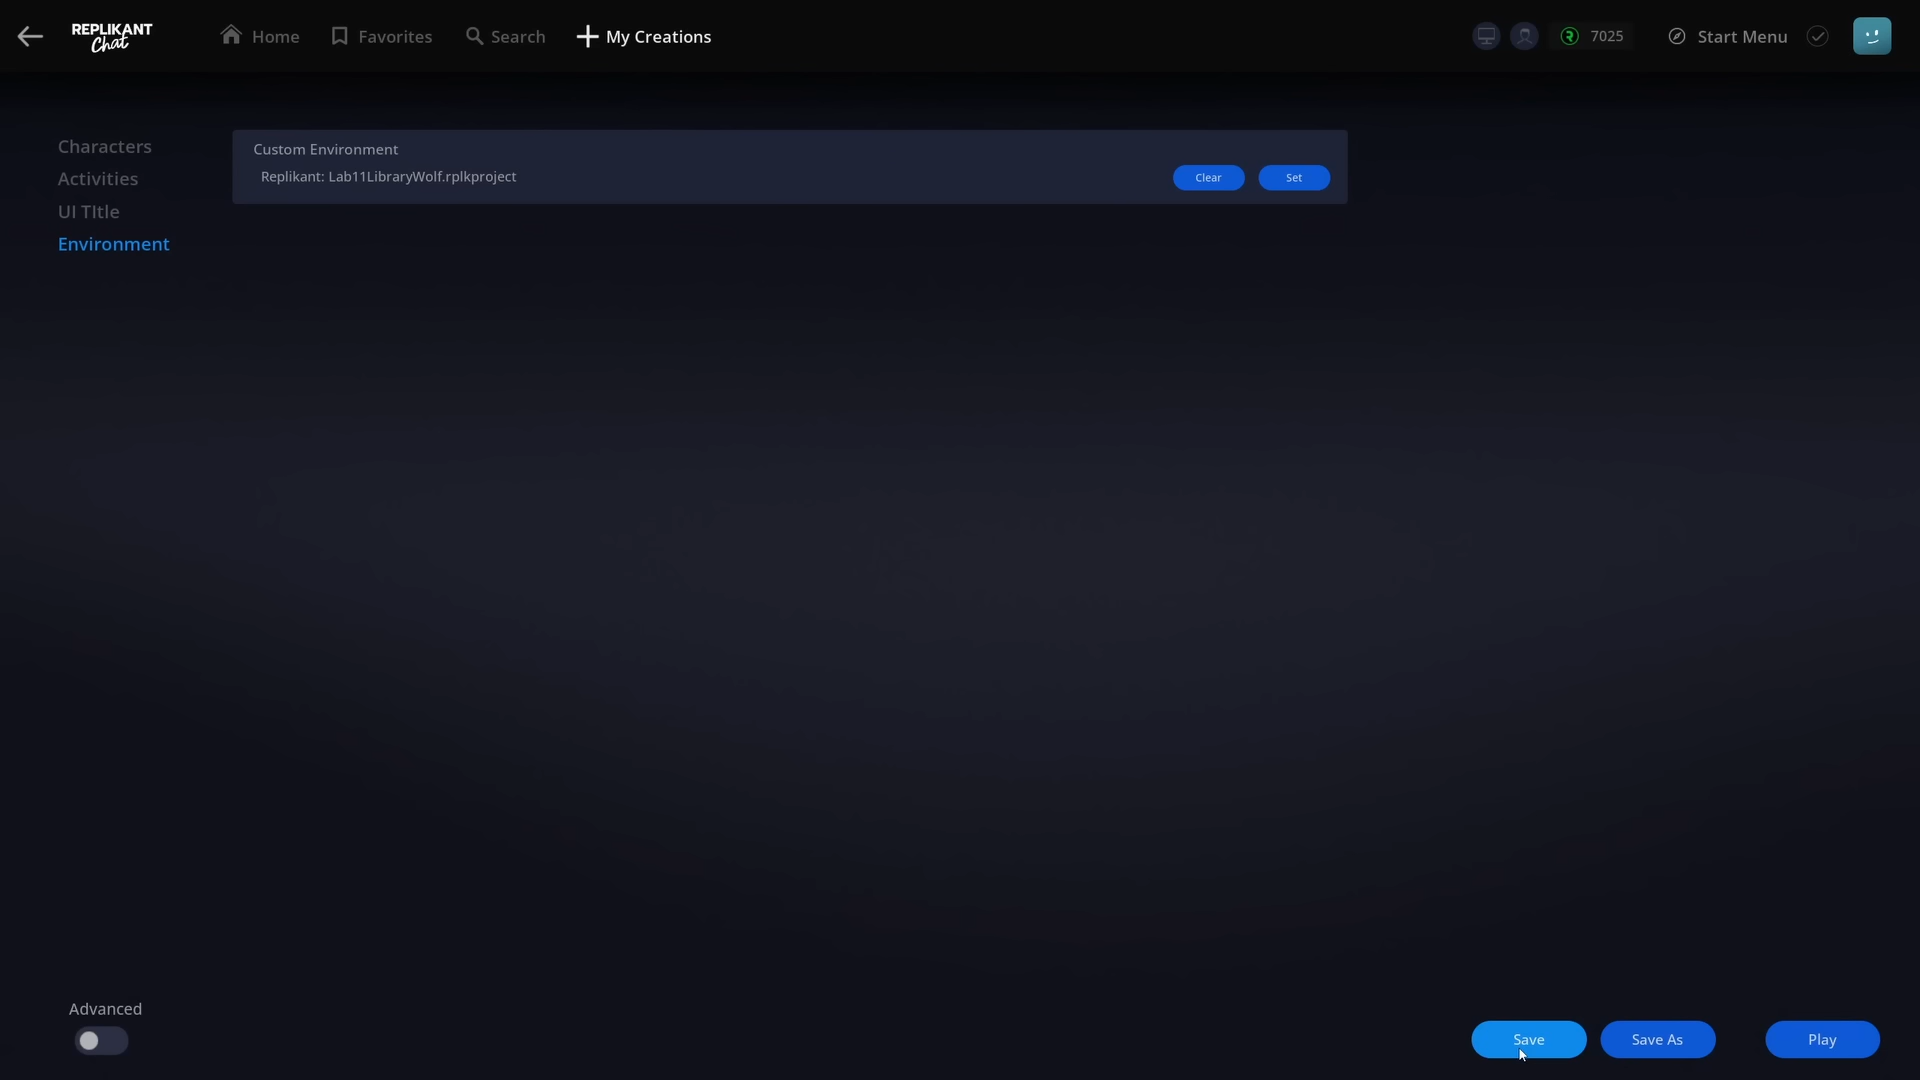 REPLIKANT
Chat
Home
Favorites
Search
My Creations
7025
Start Menu
Characters
Activities
UI TItle
Environment
Custom Environment
Replikant: Lab11LibraryWolf.rplkproject
Clear
Set
Advanced
Save
Save As
Play